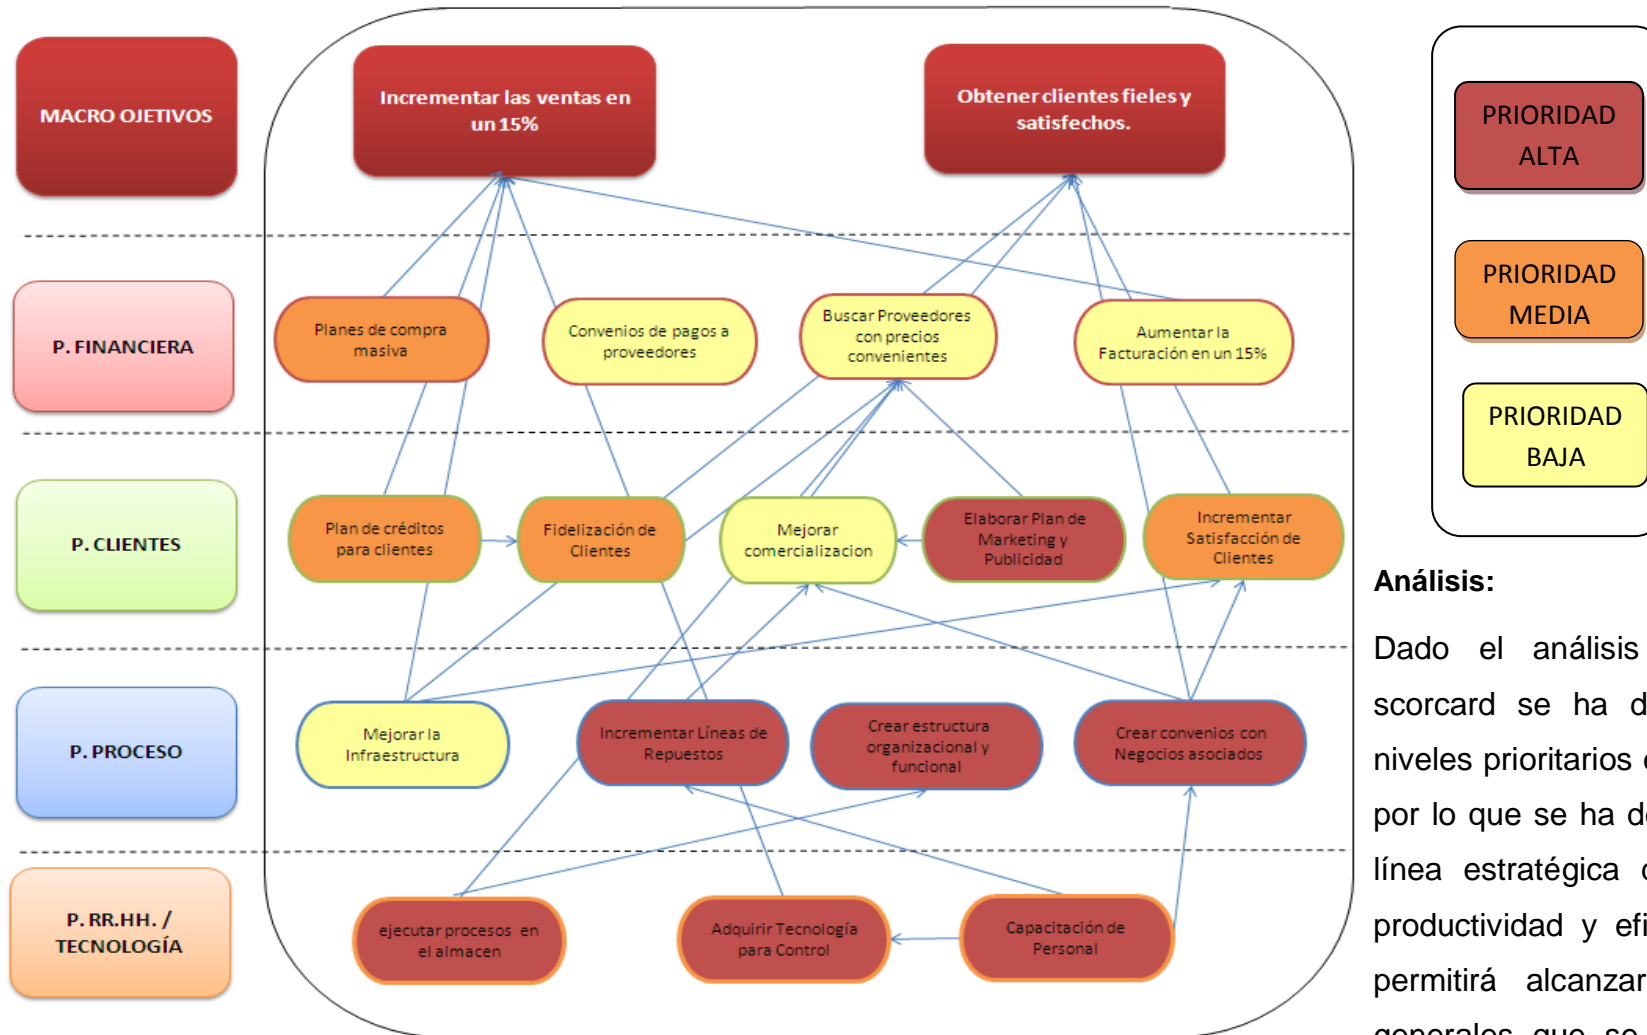 MACRO OJETIVOS
Incrementar las ventas en
un 15%
Obtener clientes fieles y
satisfechos.
P. FINANCIERA
Planes de compra
masiva
Convenios de pagos a
proveedores
Buscar Proveedores
con precios
convenientes
Aumentar la
Facturación en un 15%
P. CLIENTES
Plan de créditos
para clientes
Fidelización de
Clientes
Mejorar
comercializacion
Elaborar Plan de
Marketing y
Publicidad
Incrementar
Satisfacción de
Clientes
P. PROCESO
Mejorar la
Infraestructura
Incrementar Líneas de
Repuestos
Crear estructura
organizacional y
funcional
Crear convenios con
Negocios asociados
P. RR.HH. /
TECNOLOGÍA
ejecutar procesos en
el almacen
Adquirir Tecnología
para Control
Capacitación de
Personal
PRIORIDAD
ALTA
PRIORIDAD
MEDIA
PRIORIDAD
BAJA
Análisis:
Dado el análisis
scorcard se ha d
niveles prioritarios
por lo que se ha de
línea estratégica
productividad y efi
permitirá alcanzar
generales que se